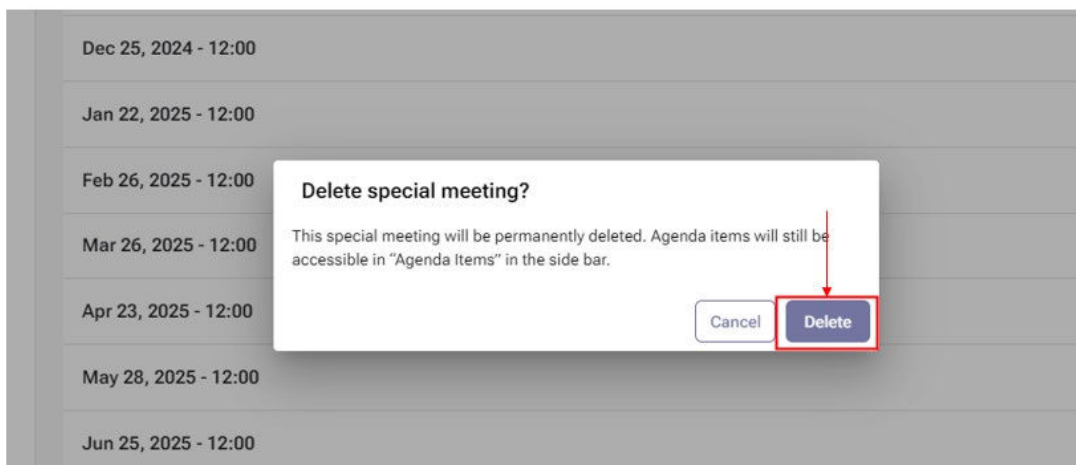 Dec 25, 2024 - 12:00
Jan 22, 2025 - 12:00
Feb 26, 2025 - 12:00
Delete special meeting?
This special meeting will be permanently deleted. Agenda items will still be
Mar 26, 2025 - 12:00
accessible in “Agenda Items” in the side bar.
Apr 23, 2025 - 12:00
Cancel Delete
May 28, 2025 - 12:00
Jun 25, 2025 - 12:00